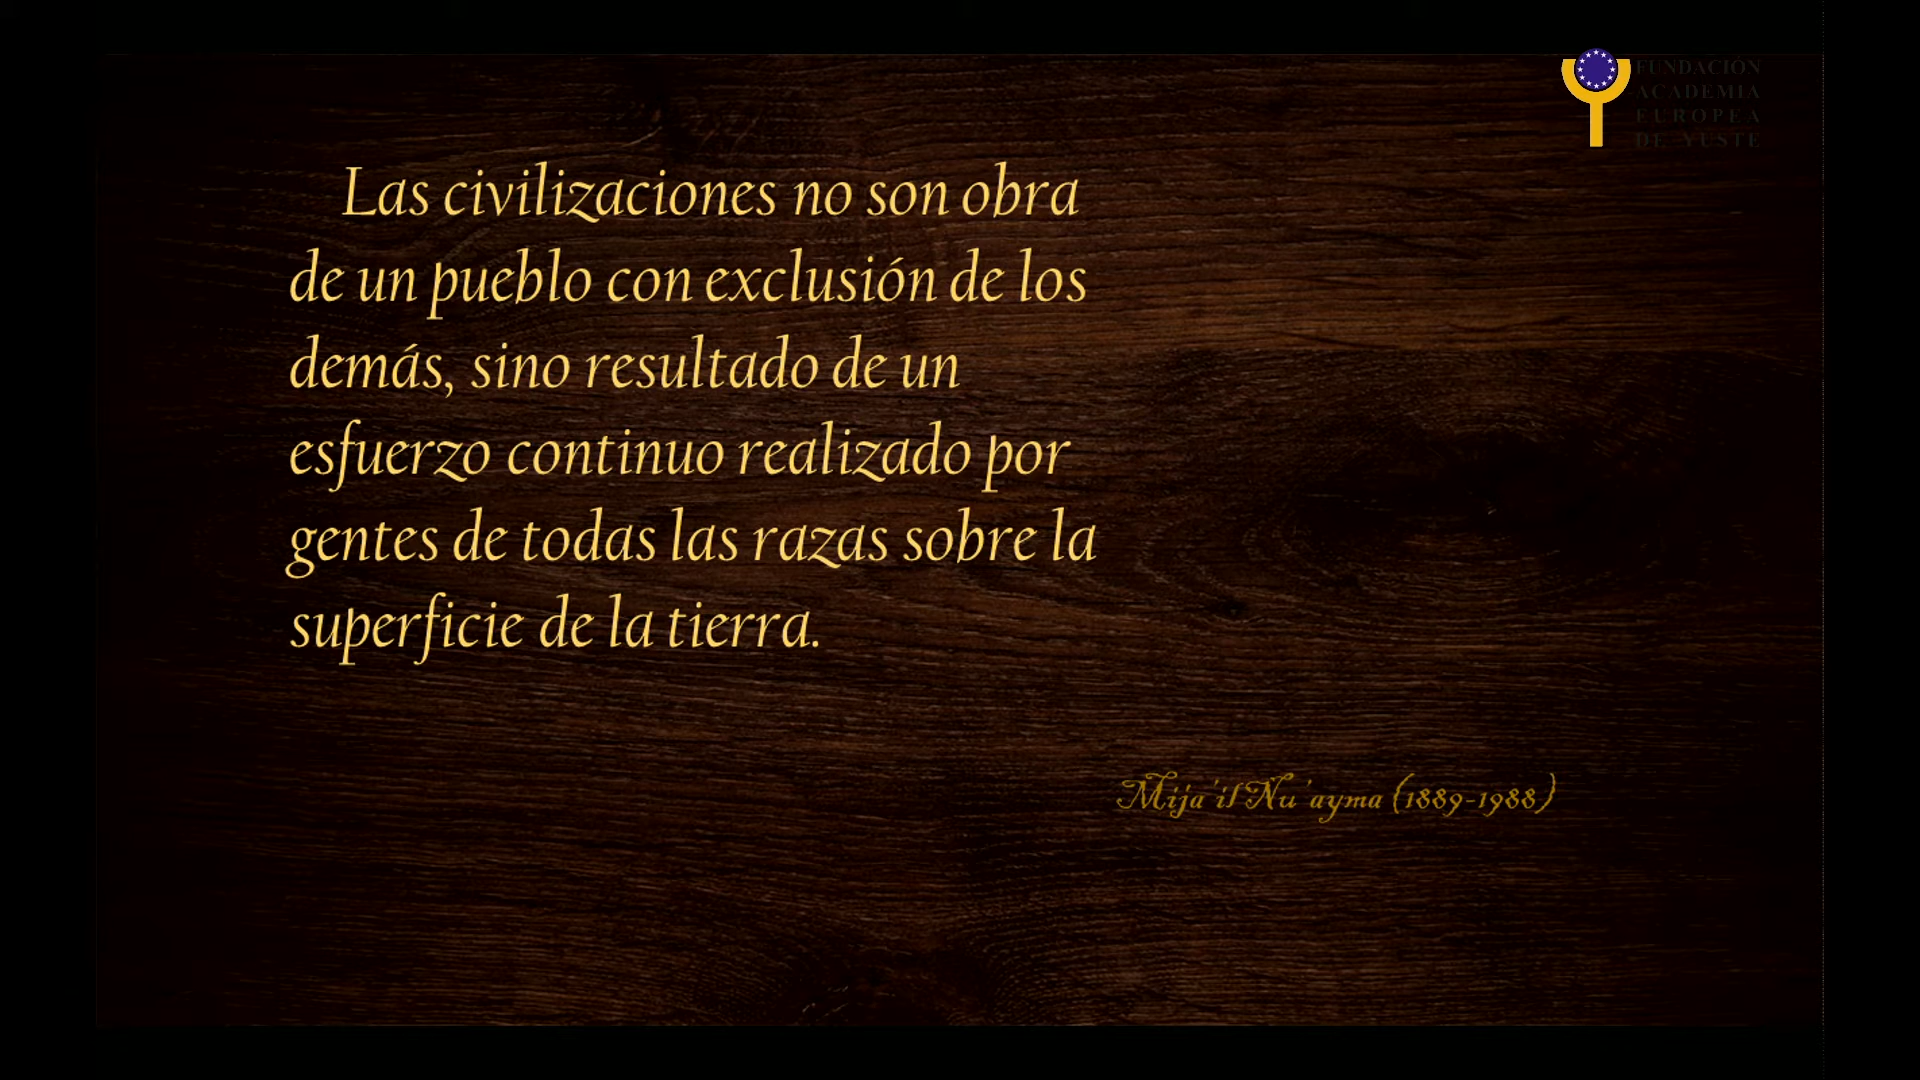 FUNDACIÓN
ACADEMIA
EUROPEA
DE YUSTE
Las civilizaciones no son obra
de un pueblo con exclusión de los
demás, sino resultado de un
esfuerzo continuo realizado por
gentes de todas las razas sobre la
superficie de la tierra.
Mija'il Nu'ayma (1889-1988)